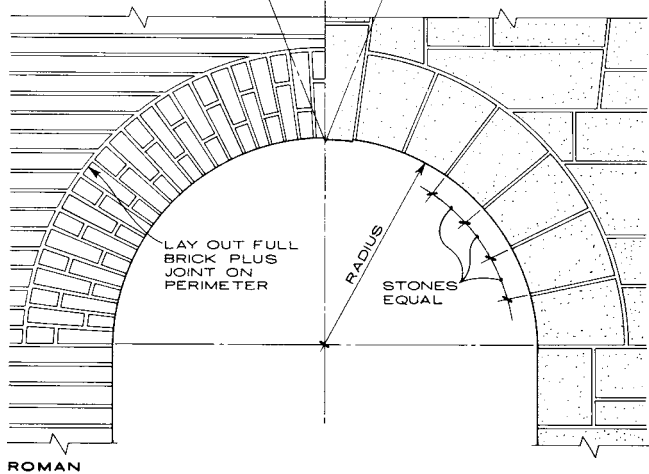 LAY OUT FULL
BRICK PLUS
JOINT ON
PERIMETER
RADIUS
STONES
EQUAL
ROMAN